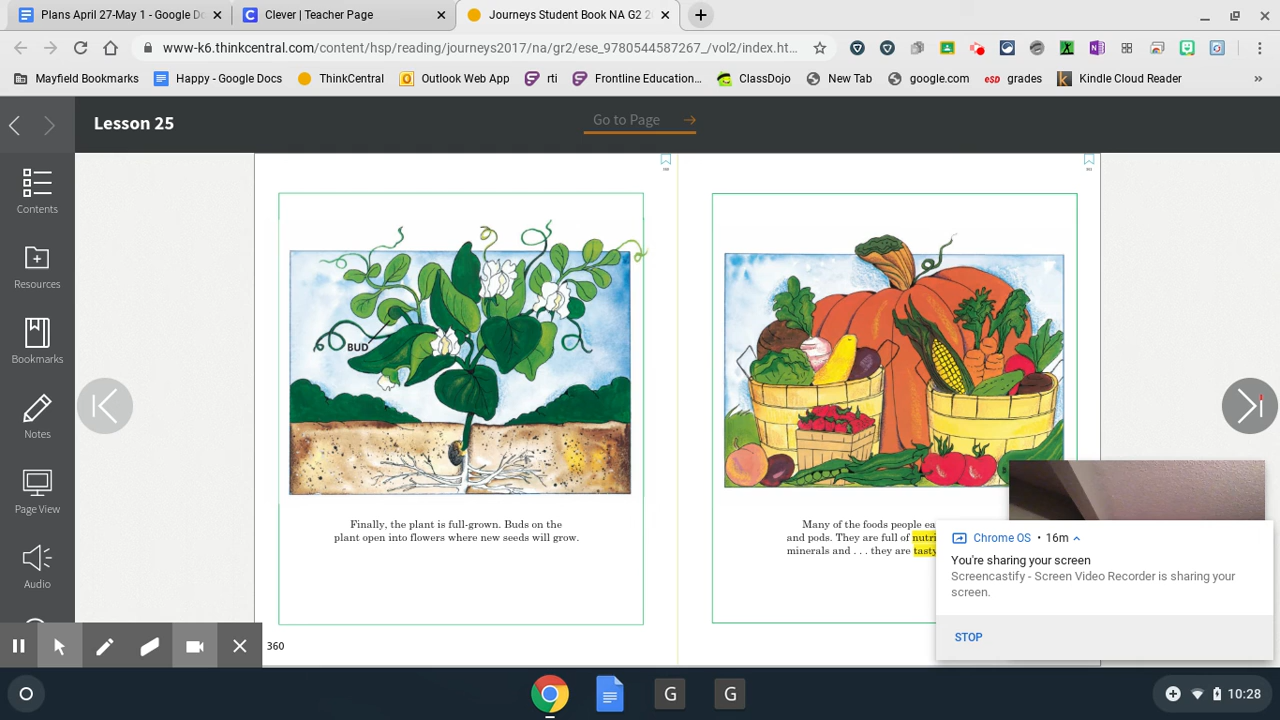 Plans April 27-May 1 - Google Do
Clever | Teacher Page
Journeys Student Book NA G2 2
www-k6.thinkcentral.com/content/hsp/reading/journeys2017/na/gr2/ese_9780544587267_/vol2/index.ht...
Mayfield Bookmarks
Happy - Google Docs
ThinkCentral
Outlook Web App
rti
Frontline Education...
ClassDojo
New Tab
google.com
esd grades
Kindle Cloud Reader
»
Lesson 25
Go to Page
Contents
Resources
Bookmarks
Notes
Page View
Audio
BUD
Finally, the plant is full-grown. Buds on the
plant open into flowers where new seeds will grow.
360
Many of the foods people ea
and pods. They are full of nutri
minerals and . . . they are tasty
Chrome OS • 16m
You're sharing your screen
Screencastify - Screen Video Recorder is sharing your
screen.
STOP
G
G
10:28